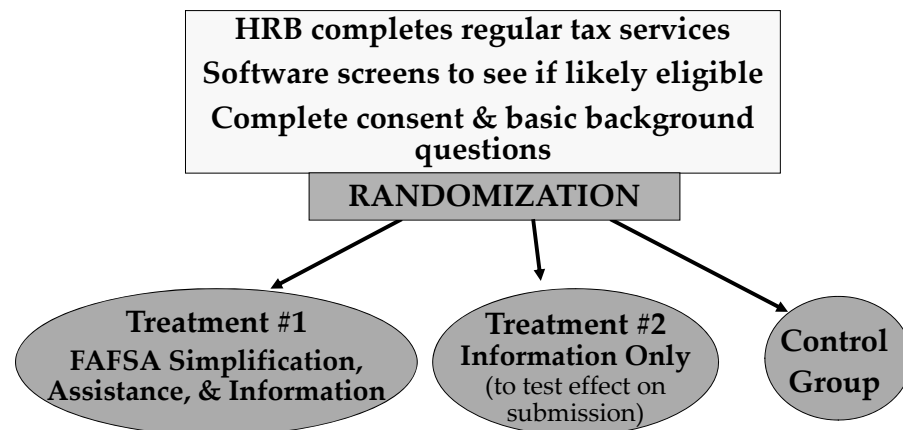 HRB completes regular tax services
Software screens to see if likely eligible
Complete consent & basic background
questions
RANDOMIZATION
Treatment #1
FAFSA Simplification,
Assistance, & Information
Treatment #2
Information Only
(to test effect on
submission)
Control
Group